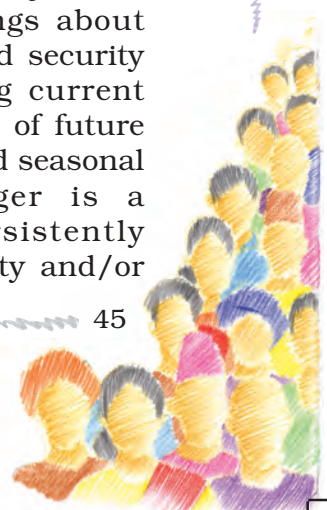 ngs about
d security
g current
of future
d seasonal
ger is a
sistently
ty and/or
45